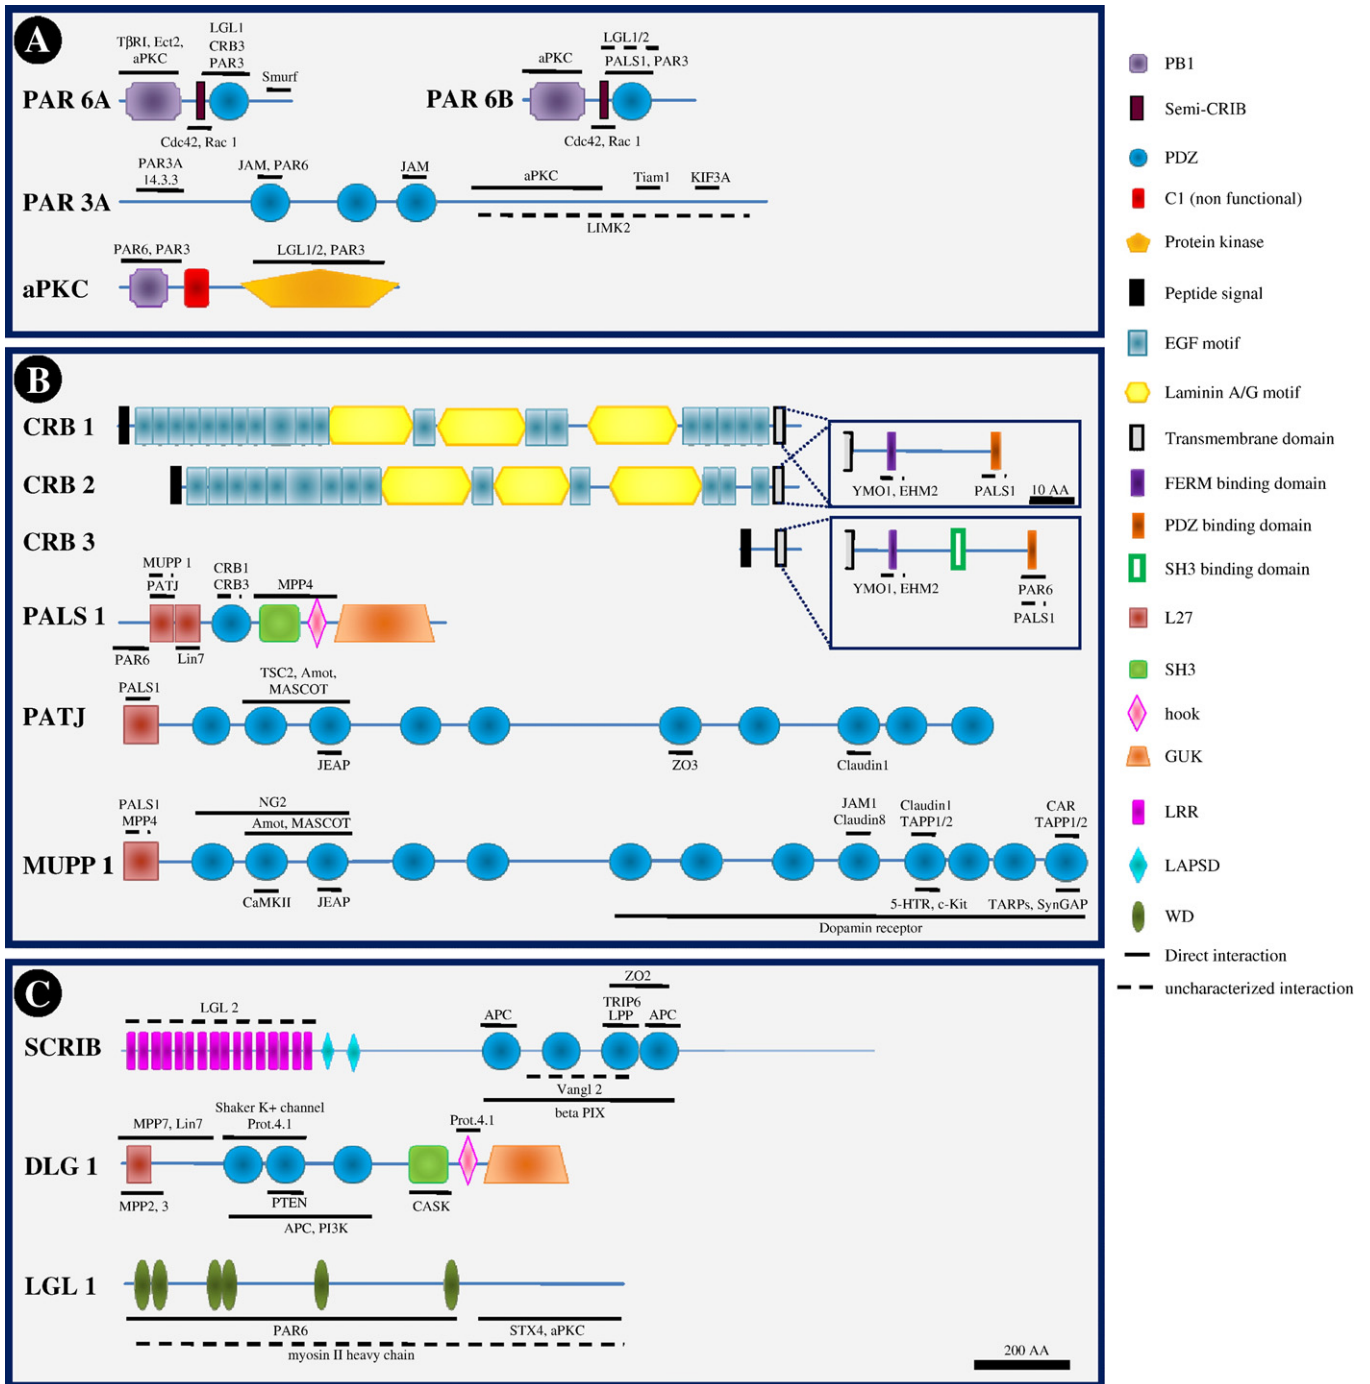 A
TβRI, Ect2,
aPKC
LGL1
CRB3
PAR3
Smurf
PAR 6A
Cdc42, Rac 1
aPKC
LGL1/2
PALS1, PAR3
PAR 6B
Cdc42, Rac 1
PAR3A
14.3.3
JAM, PAR6
JAM
aPKC
Tiam1
KIF3A
PAR 3A
LIMK2
PAR6, PAR3
LGL1/2, PAR3
aPKC
B
CRB 1
CRB 2
YMO1, EHM2
PALS1
10 AA
CRB 3
YMO1, EHM2
PAR6
PALS1
MUPP 1
PATJ
CRB1
CRB3
MPP4
PALS 1
PAR6
Lin7
PALS1
TSC2, Amot,
MASCOT
PATJ
JEAP
ZO3
Claudin1
PALS1
MPP4
NG2
Amot, MASCOT
JAM1
Claudin8
Claudin1
TAPP1/2
CAR
TAPP1/2
MUPP 1
CaMKII
JEAP
5-HTR, c-Kit
TARPs, SynGAP
Dopamin receptor
C
LGL 2
APC
ZO2
TRIP6
LPP
APC
SCRIB
Vangl 2
beta PIX
MPP7, Lin7
Shaker K+ channel
Prot.4.1
Prot.4.1
DLG 1
MPP2, 3
PTEN
APC, PI3K
CASK
LGL 1
PAR6
STX4, aPKC
myosin II heavy chain
200 AA
PB1
Semi-CRIB
PDZ
C1 (non functional)
Protein kinase
Peptide signal
EGF motif
Laminin A/G motif
Transmembrane domain
FERM binding domain
PDZ binding domain
SH3 binding domain
L27
SH3
hook
GUK
LRR
LAPSD
WD
Direct interaction
uncharacterized interaction